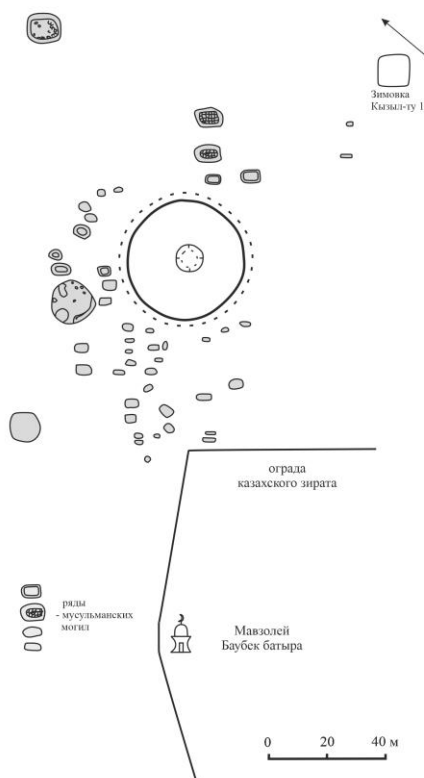 Зимовка
Кызыл-ту 1
ограда
казахского зирата
ряды
- мусульманских
могил
Мавзолей
Баубек батыра
0 20 40 м